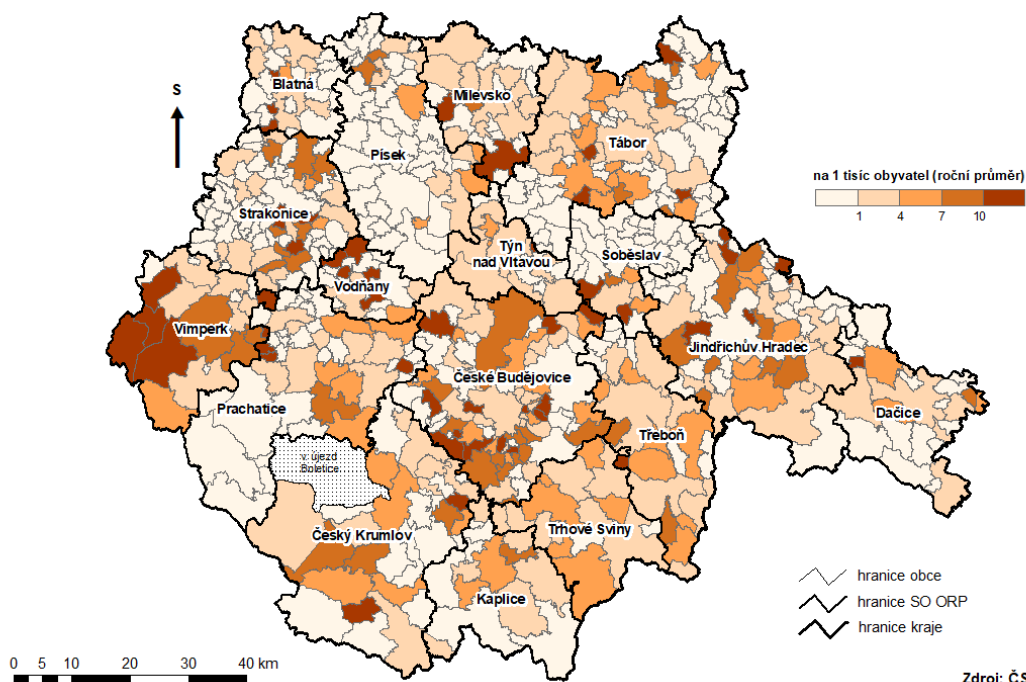 S
Blatná
Milevsko
Písek
Tábor
na 1 tisíc obyvatel (roční průměr)
1 4 7 10
Strakonice
Týn
nad Vltavou
Soběslav
Vodňany
Vimperk
Jindřichův Hradec
České Budějovice
Prachatice
Dačice
Třeboň
v. újezd
Boletice
Český Krumlov
Trhové Sviny
Kaplice
hranice obce
hranice SO ORP
hranice kraje
0 5 10 20 30 40 km
Zdroj: ČS